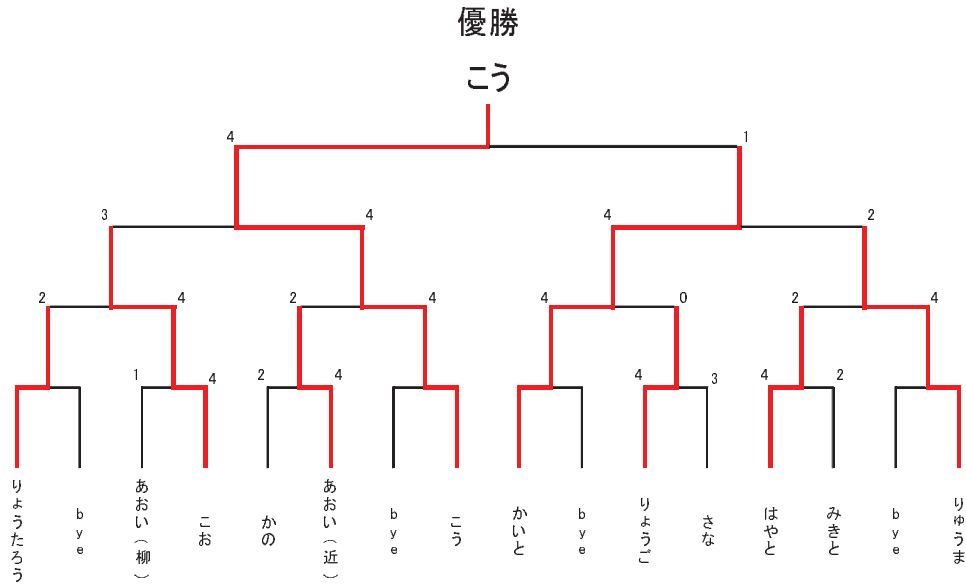 優勝
こう
4 1
3 4 4 2
2 4 2 4 4 0 2 4
1 4 2 4 4 3 4 2
りょうたろう
bye
あおい(柳)
こお
かの
あおい(近)
bye
こう
かいと
bye
りょうご
さな
はやと
みきと
bye
りゅうま